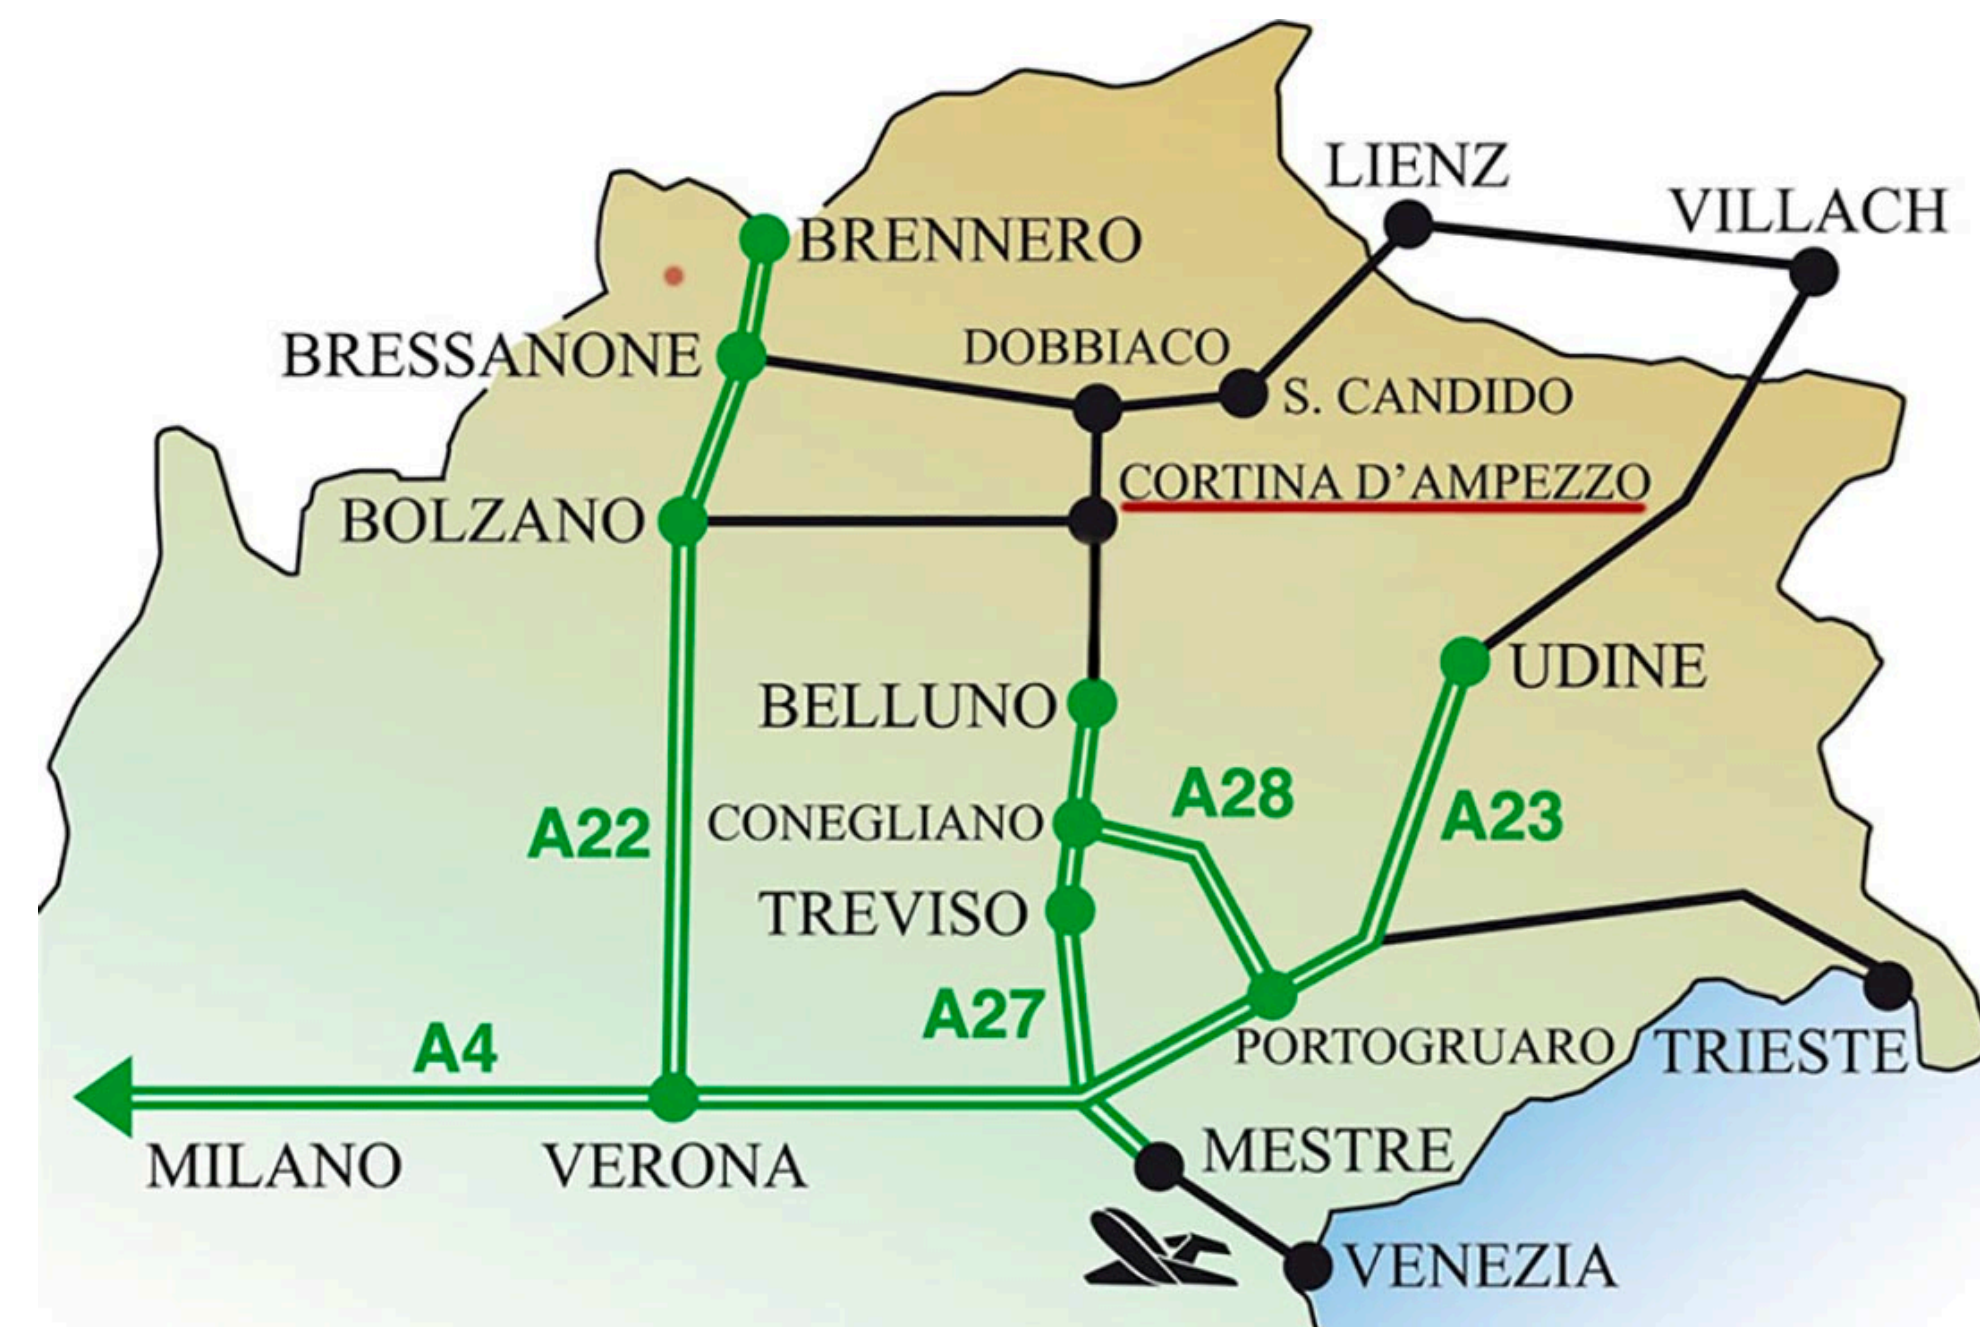 LIENZ
VILLACH
BRENNERO
BRESSANONE
DOBBIACO
S. CANDIDO
CORTINA D’AMPEZZO
BOLZANO
UDINE
BELLUNO
A28
A23
A22
CONEGLIANO
TREVISO
A27
A4
PORTOGRUARO
TRIESTE
MILANO
VERONA
MESTRE
VENEZIA